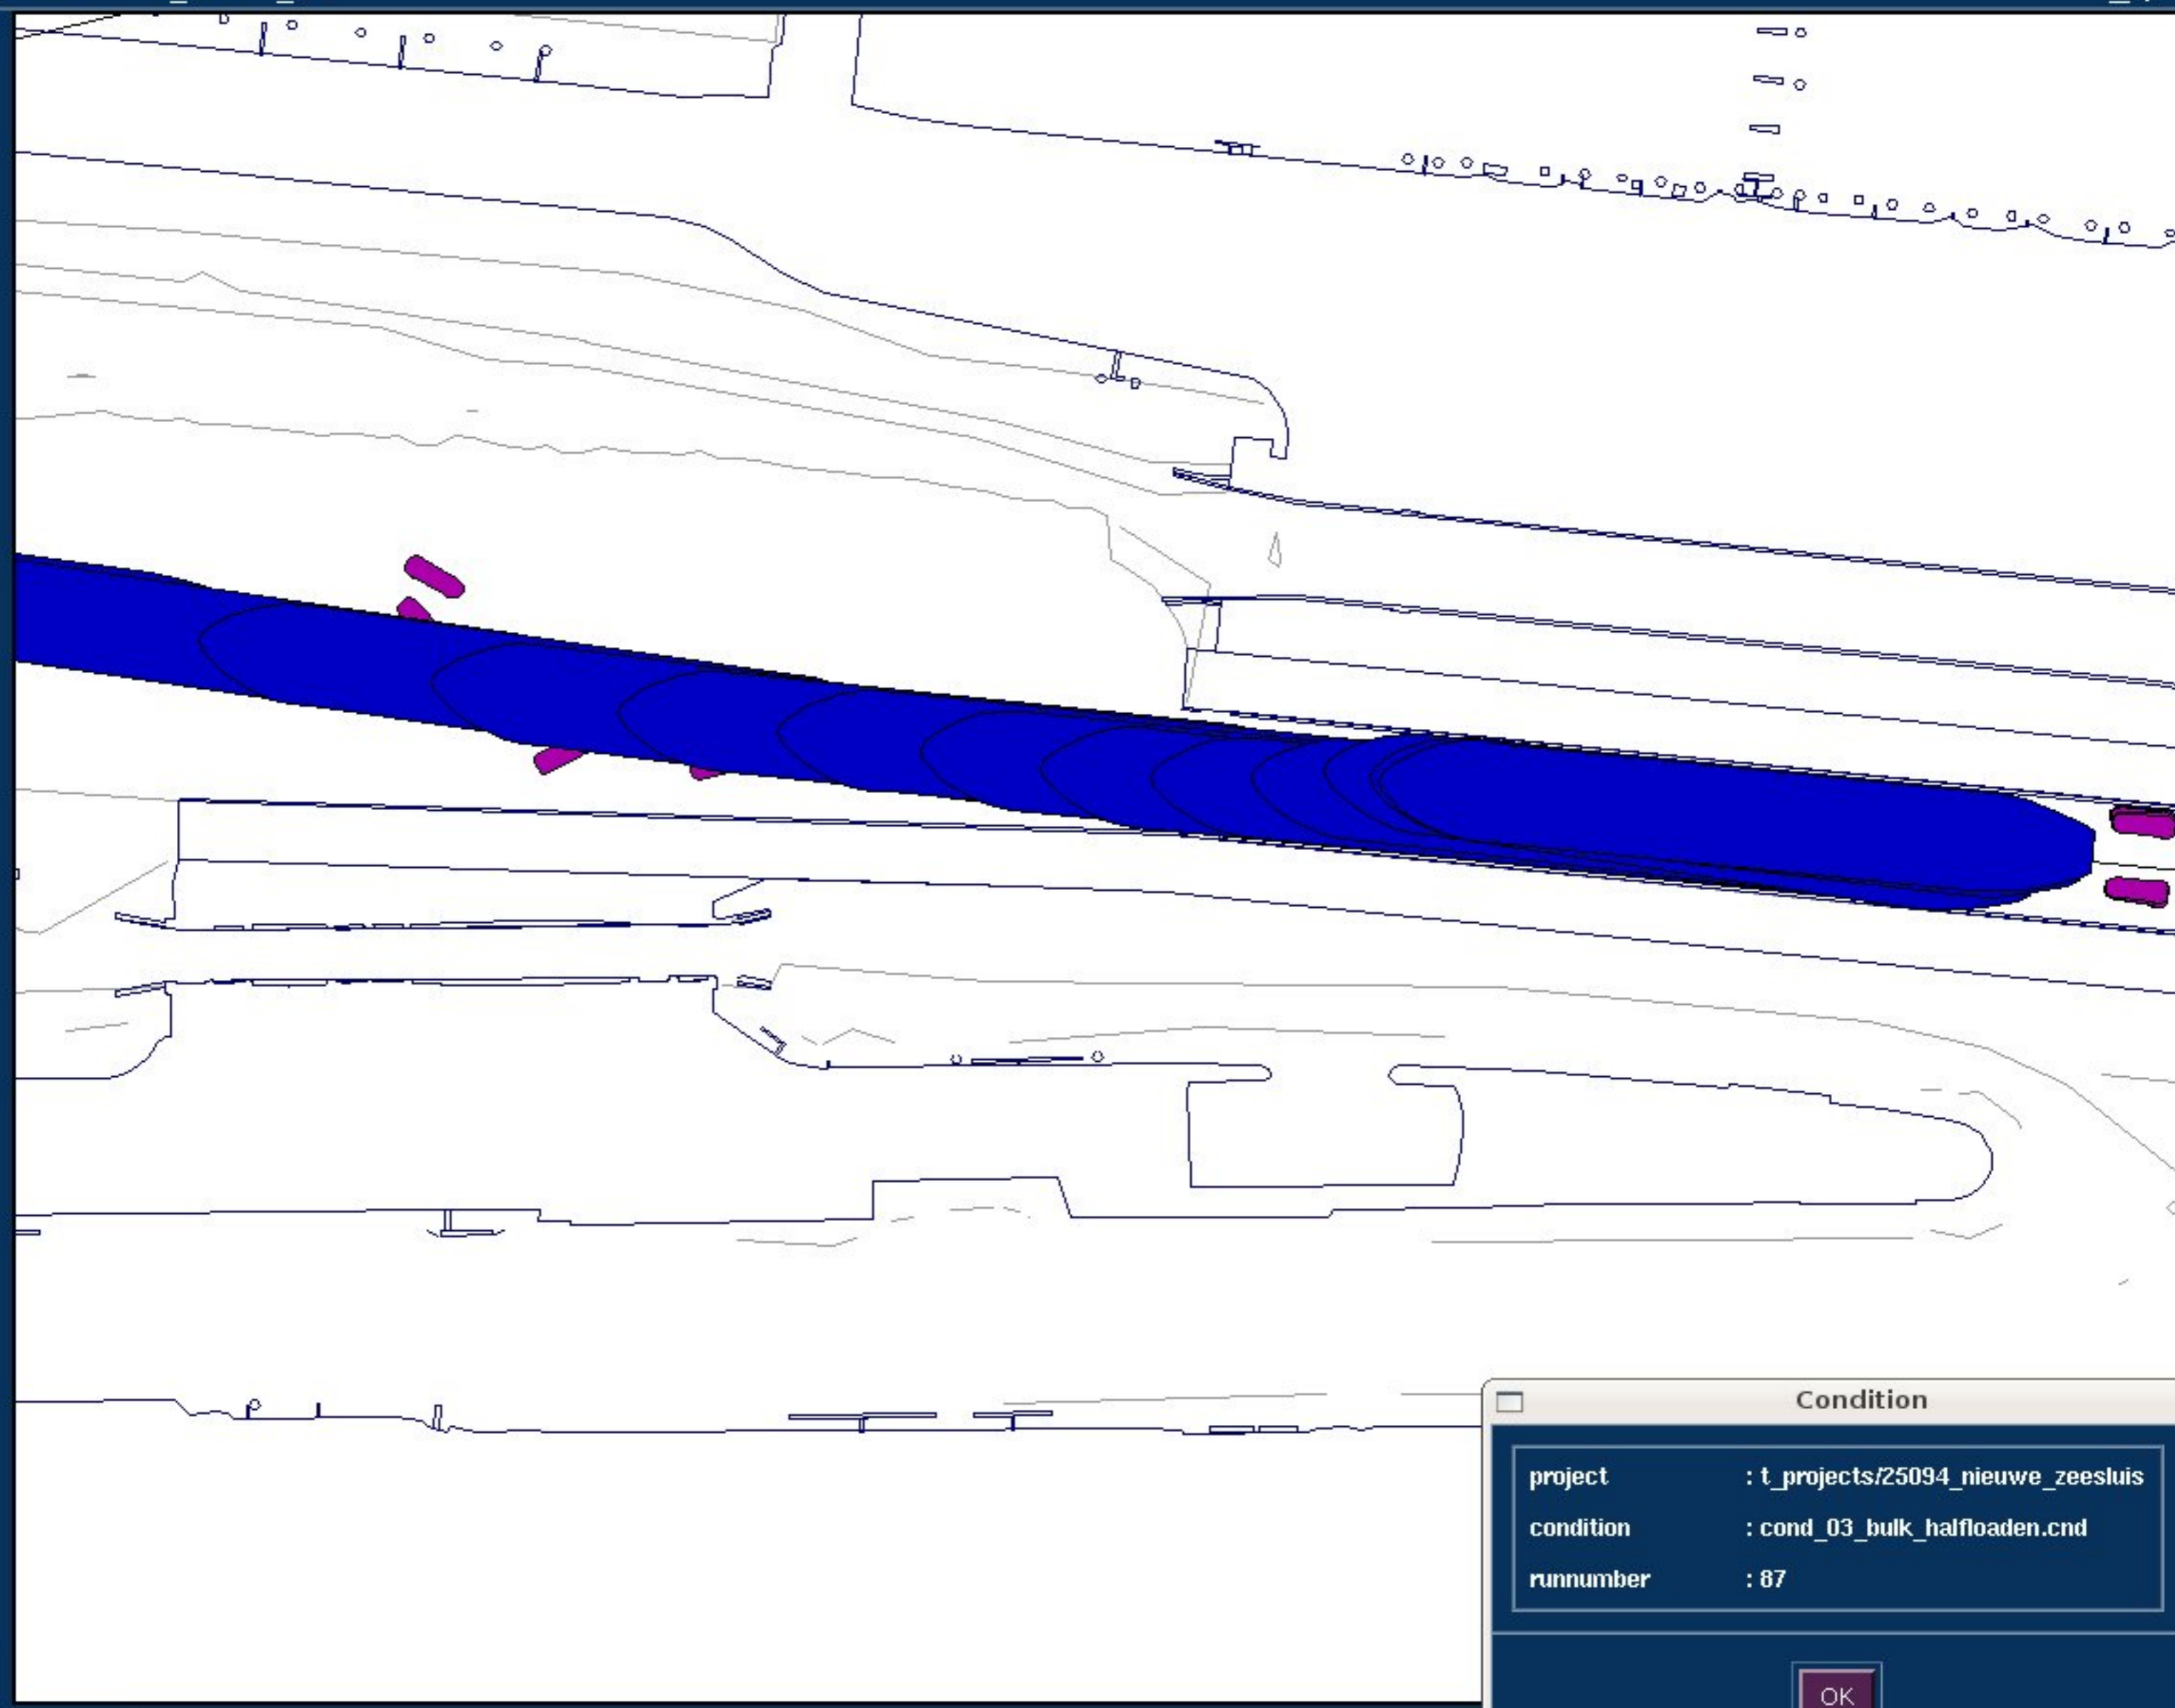 Condition
project : t_projects/25094_nieuwe_zeesluis
condition : cond_03_bulk_halfloaden.cnd
runnumber : 87
OK